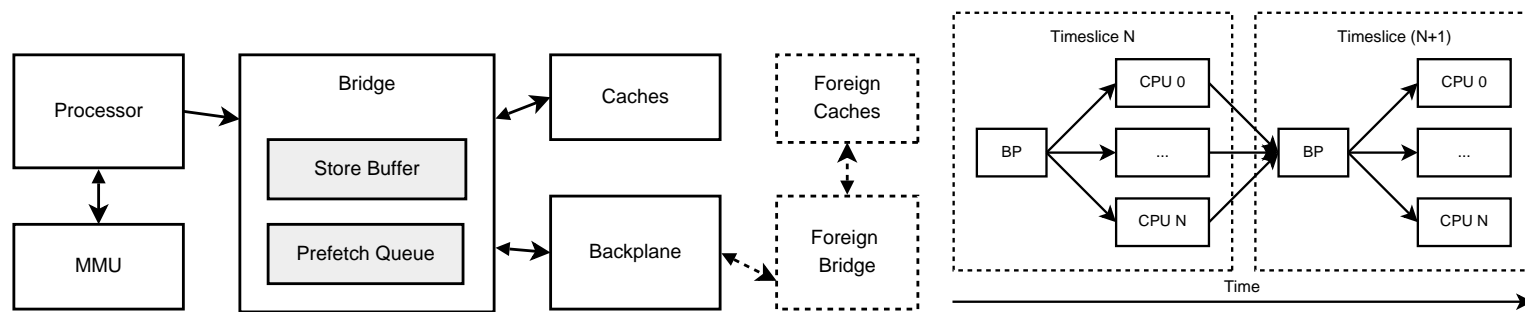 Processor
MMU
Bridge
Store Buffer
Prefetch Queue
Caches
Backplane
Foreign
Caches
Foreign
Bridge
Timeslice N
BP
CPU 0
...
CPU N
Timeslice (N+1)
BP
CPU 0
...
CPU N
Time